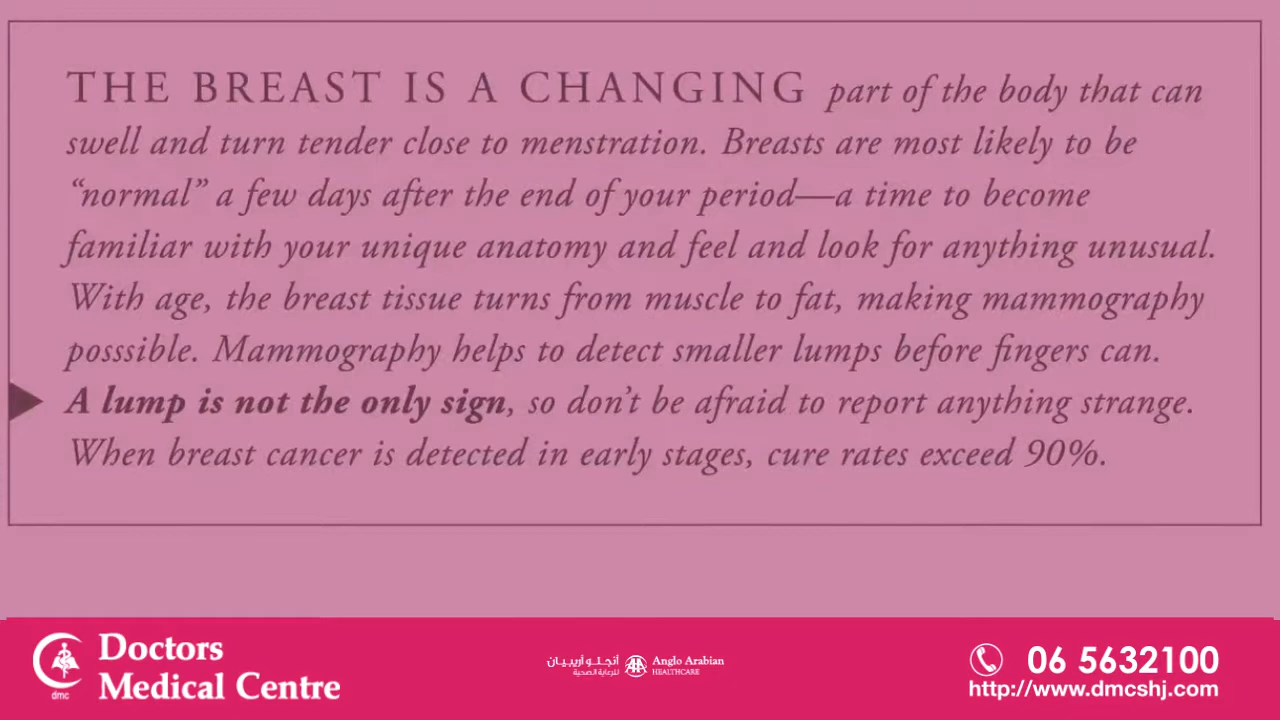 THE BREAST IS A CHANGING part of the body that can
swell and turn tender close to menstration. Breasts are most likely to be
“normal” a few days after the end of your period—a time to become
familiar with your unique anatomy and feel and look for anything unusual.
With age, the breast tissue turns from muscle to fat, making mammography
posssible. Mammography helps to detect smaller lumps before fingers can.
A lump is not the only sign, so don’t be afraid to report anything strange.
When breast cancer is detected in early stages, cure rates exceed 90%.
dmc
Doctors
Medical Centre
أنجلو أريبيان
للرعاية الصحية
Anglo Arabian
HEALTHCARE
06 5632100
http://www.dmcshj.com